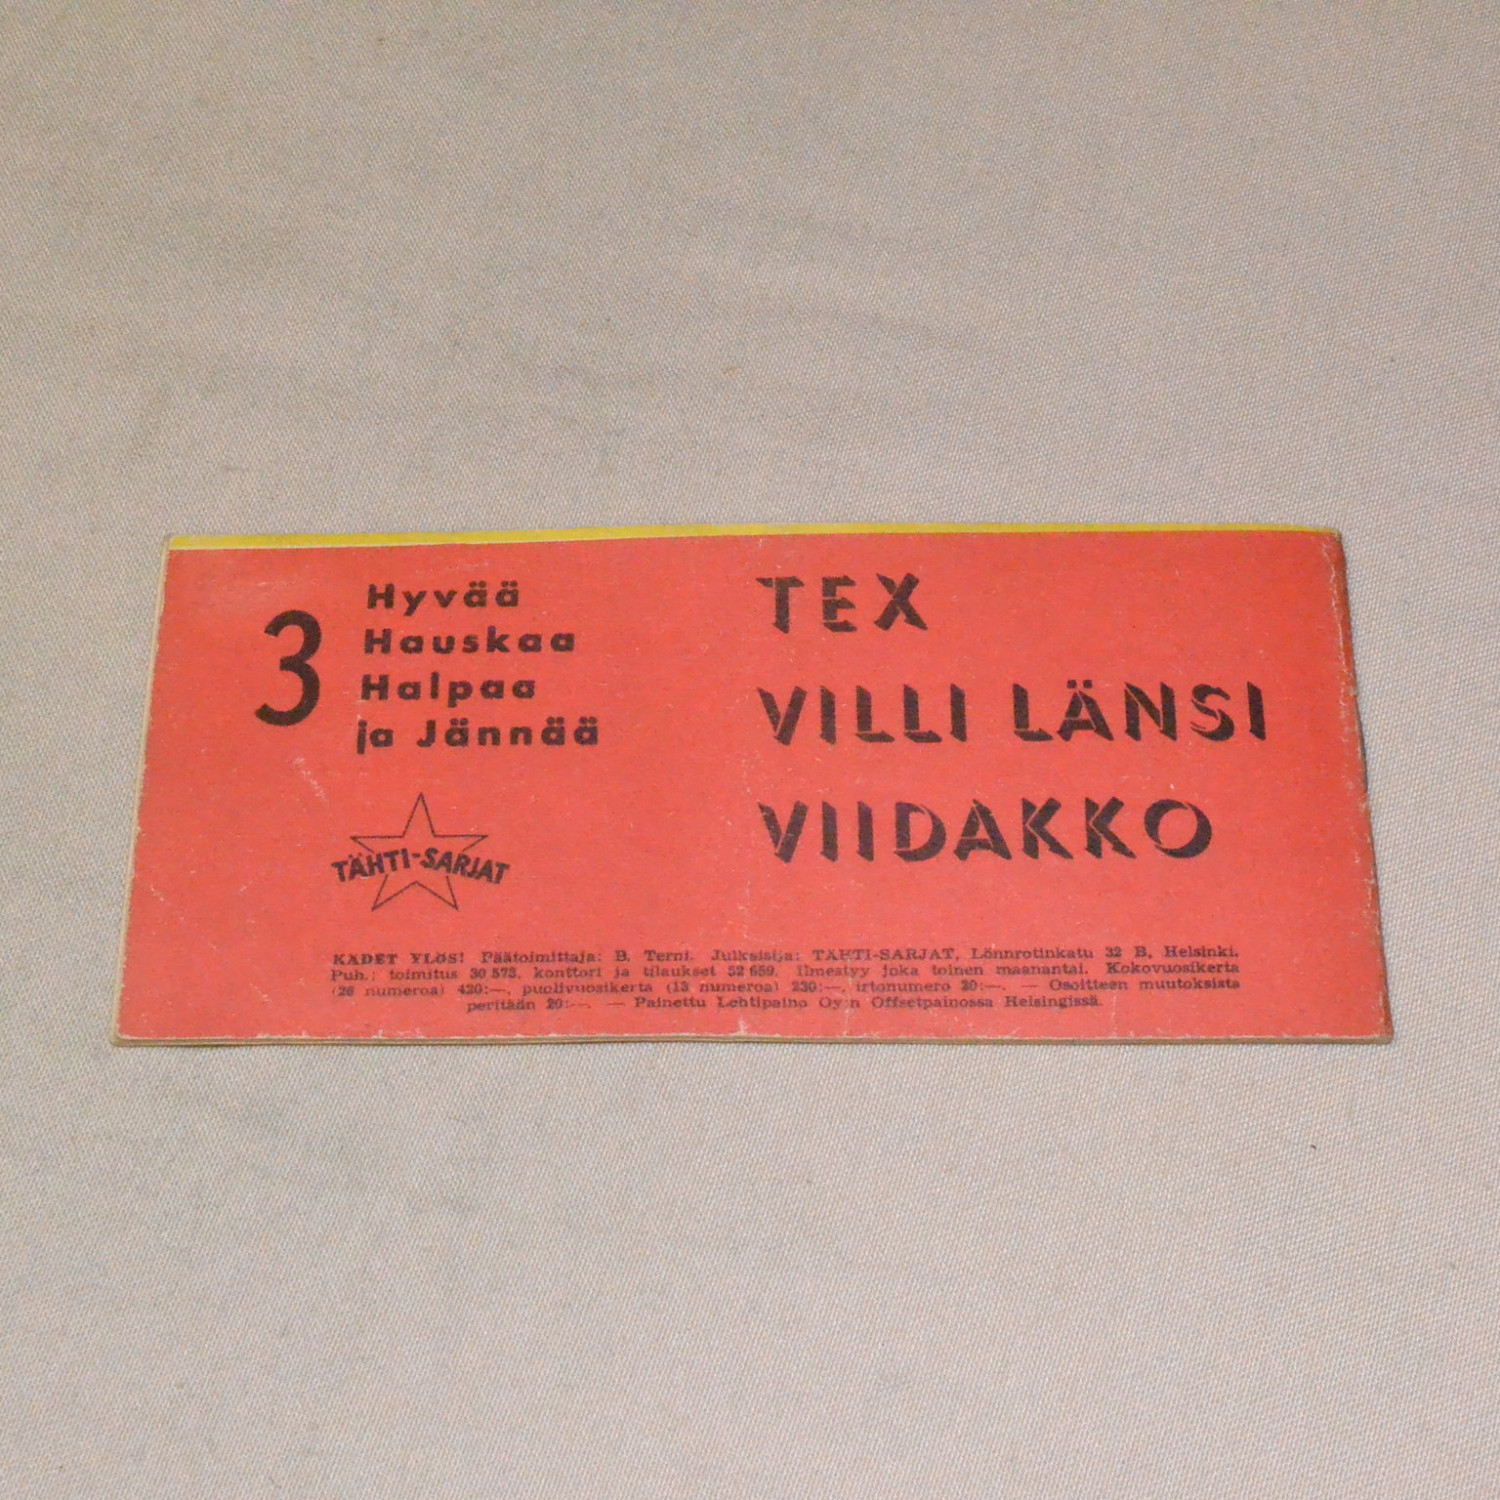 3
Hyvää
Hauskaa
Halpaa
ja Jännää
TÄHTI-SARJAT
TEX
VILLI LÄNSI
VIIDAKKO
KÄDET YLÖS! Päätoimittaja: B. Terni. Julkaisija: TÄHTI-SARJAT, Lönnrotinkatu 32 B, Helsinki.
Puh.: toimitus 30 573, konttori ja tilaukset 52 659. Ilmestyy joka toinen maanantai. Kokovuosikerta
(26 numeroa) 420:—, puolivuosikerta (13 numeroa) 230:—, irtonumero 20:—. — Osoitteen muutoksista
peritään 20:—. — Painettu Lehtipaino Oy:n Offsetpainossa Helsingissä.